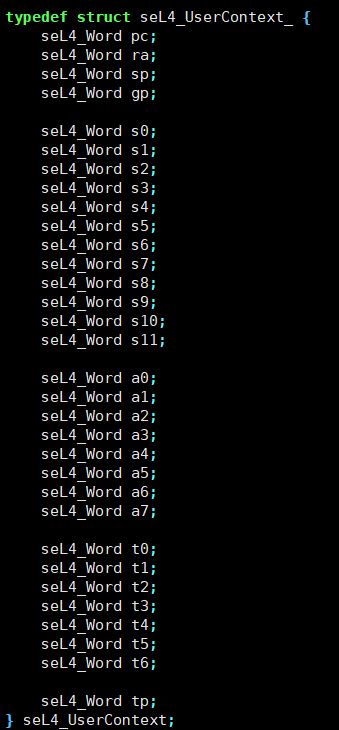 typedef struct seL4_UserContext_ {
    seL4_Word pc;
    seL4_Word ra;
    seL4_Word sp;
    seL4_Word gp;

    seL4_Word s0;
    seL4_Word s1;
    seL4_Word s2;
    seL4_Word s3;
    seL4_Word s4;
    seL4_Word s5;
    seL4_Word s6;
    seL4_Word s7;
    seL4_Word s8;
    seL4_Word s9;
    seL4_Word s10;
    seL4_Word s11;

    seL4_Word a0;
    seL4_Word a1;
    seL4_Word a2;
    seL4_Word a3;
    seL4_Word a4;
    seL4_Word a5;
    seL4_Word a6;
    seL4_Word a7;

    seL4_Word t0;
    seL4_Word t1;
    seL4_Word t2;
    seL4_Word t3;
    seL4_Word t4;
    seL4_Word t5;
    seL4_Word t6;

    seL4_Word tp;
} seL4_UserContext;